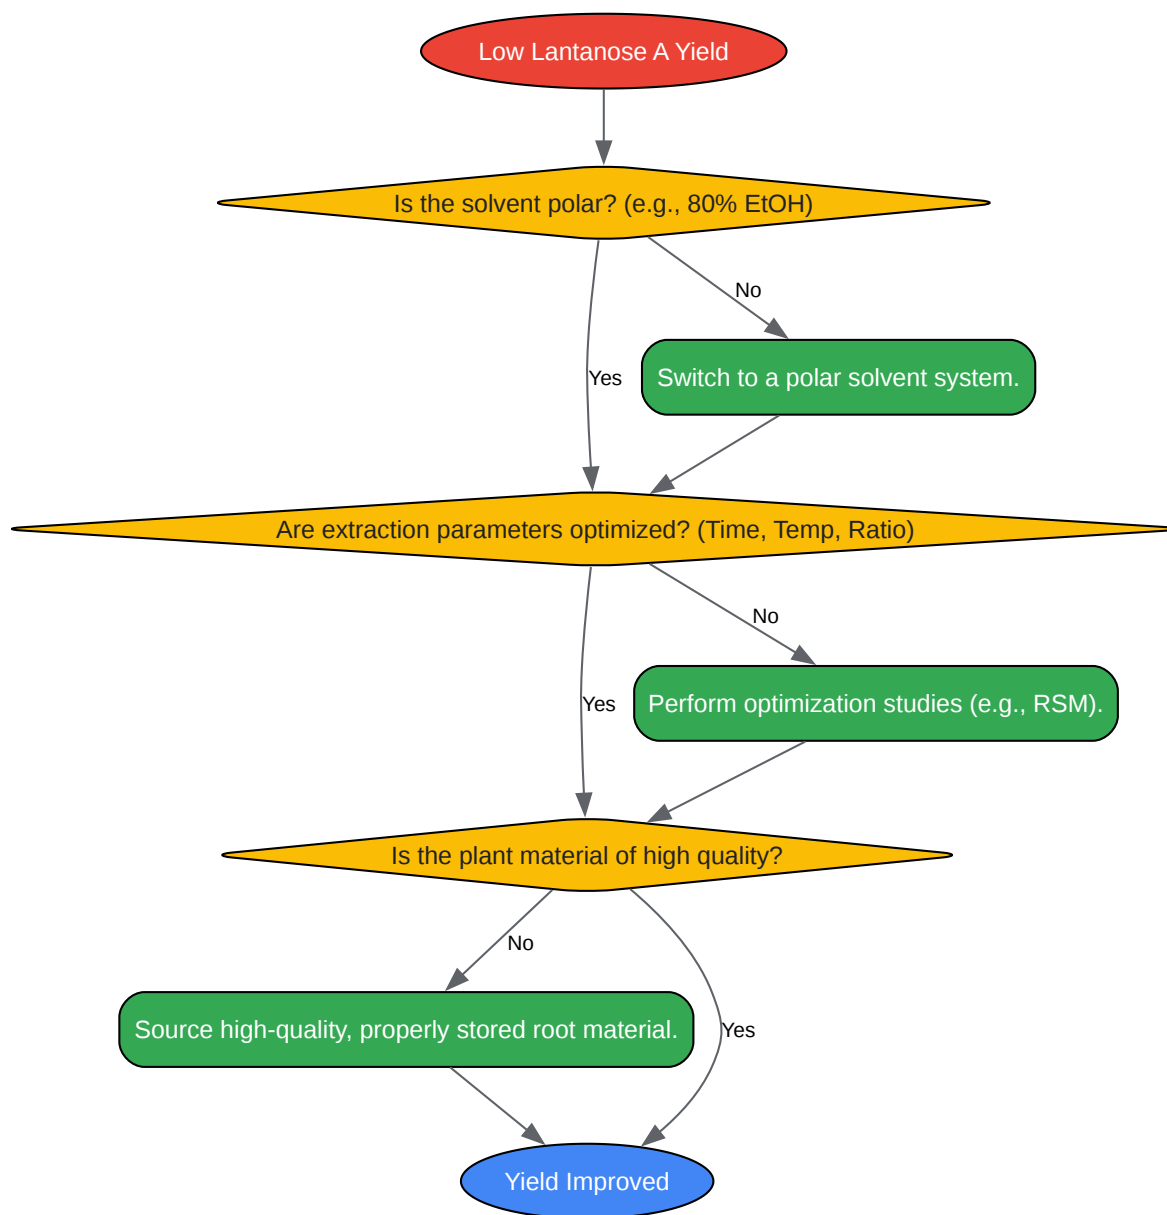 Low Lantanose A Yield
Is the solvent polar? (e.g., 80% EtOH)
No
Yes
Switch to a polar solvent system.
Are extraction parameters optimized? (Time, Temp, Ratio)
No
Yes
Perform optimization studies (e.g., RSM).
Is the plant material of high quality?
No
Source high-quality, properly stored root material.
Yes
Yield Improved